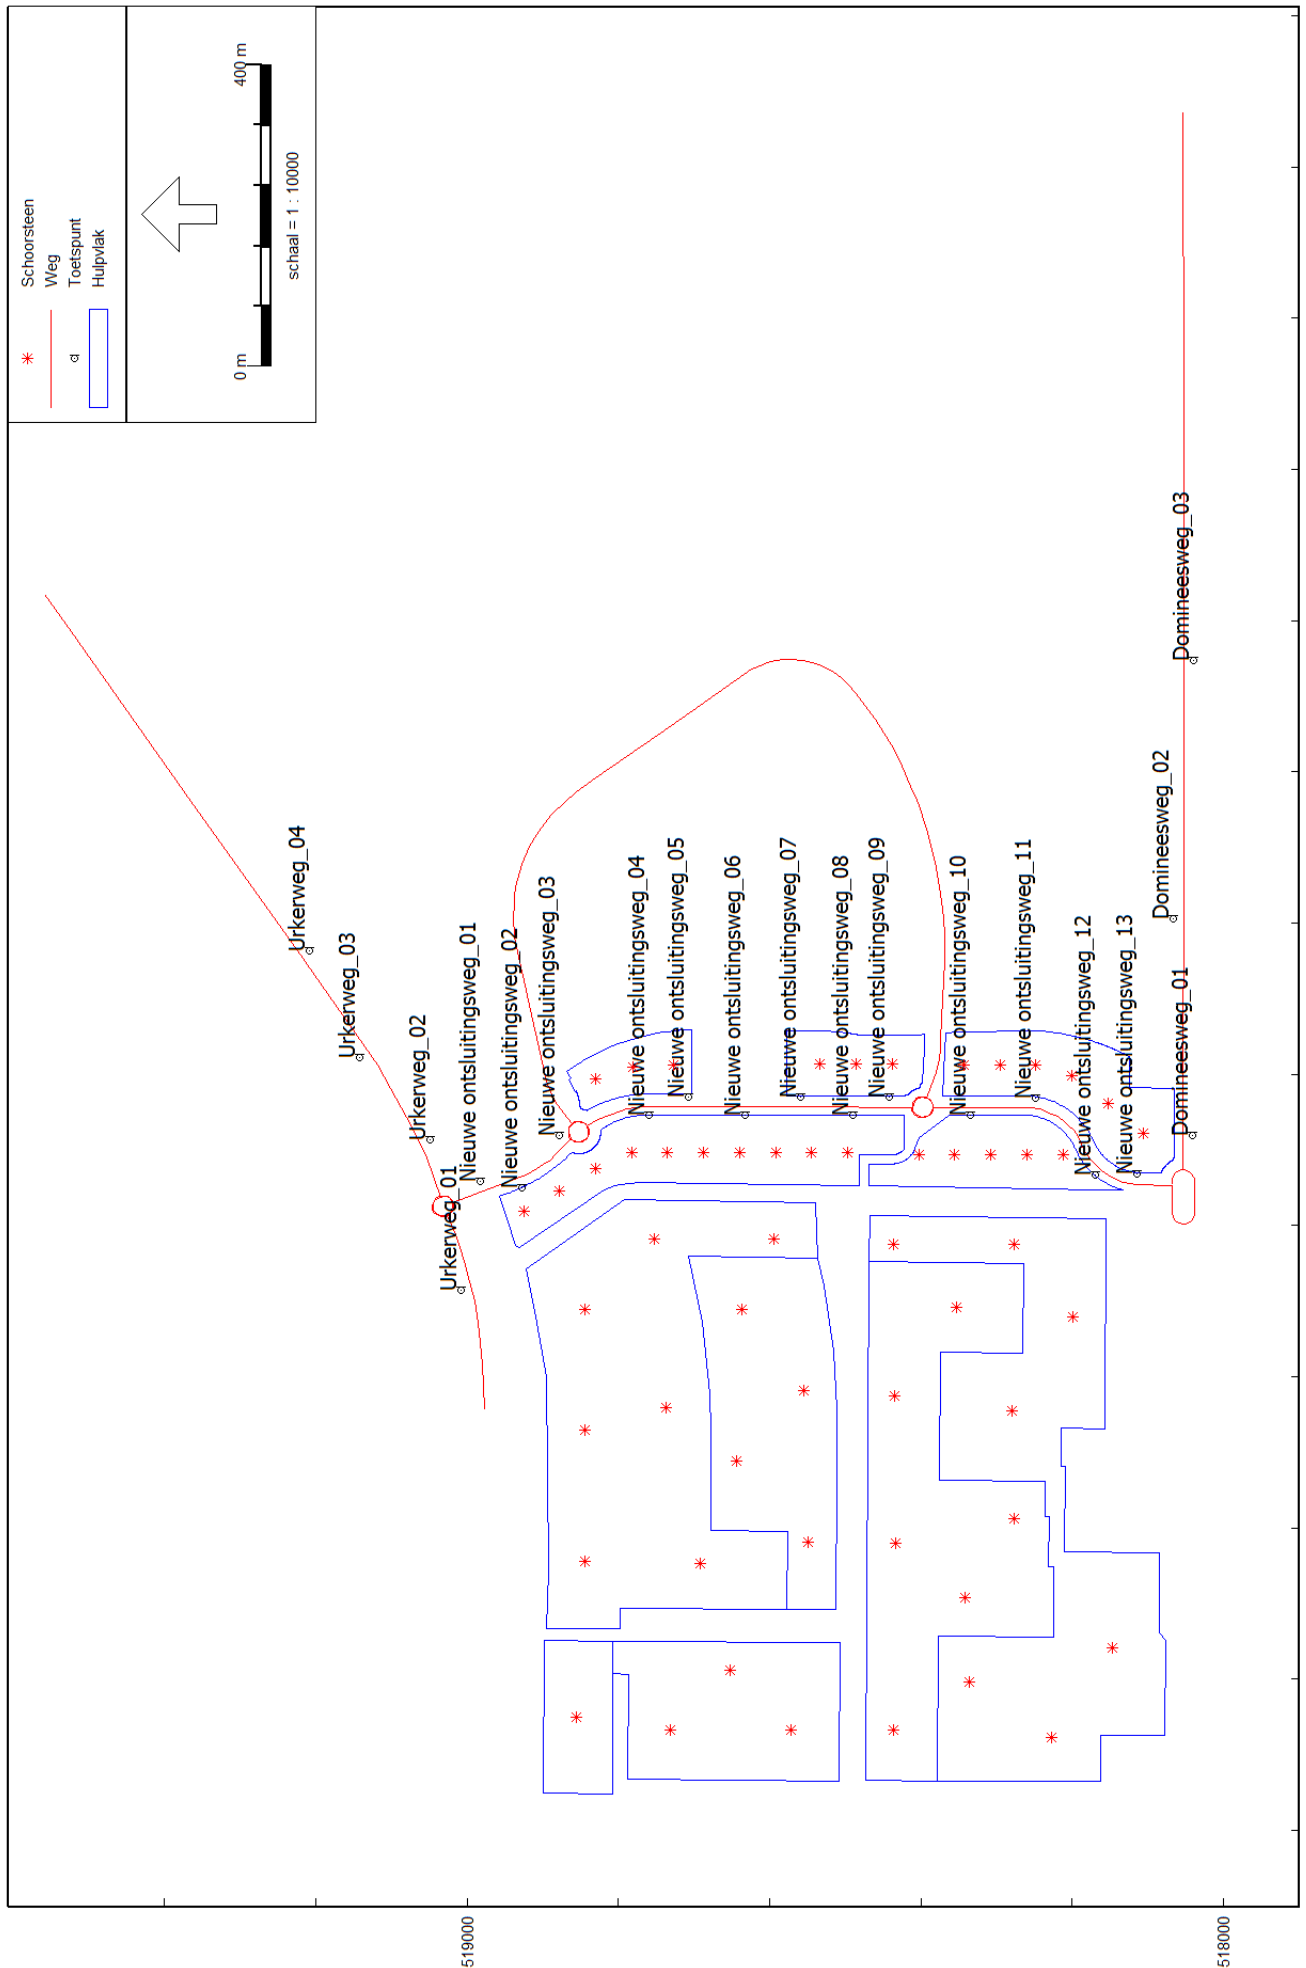 Schoorsteen
Weg
Toetspunt
Hulpvlak
0 m
400 m
schaal = 1 : 10000
Urkerweg_04
Urkerweg_03
Urkerweg_02
Urkerweg_01
Nieuwe ontsluitingsweg_01
Nieuwe ontsluitingsweg_02
Nieuwe ontsluitingsweg_03
Nieuwe ontsluitingsweg_04
Nieuwe ontsluitingsweg_05
Nieuwe ontsluitingsweg_06
Nieuwe ontsluitingsweg_07
Nieuwe ontsluitingsweg_08
Nieuwe ontsluitingsweg_09
Nieuwe ontsluitingsweg_10
Nieuwe ontsluitingsweg_11
Nieuwe ontsluitingsweg_12
Nieuwe ontsluitingsweg_13
Domineesweg_02
Domineesweg_01
Domineesweg_03
519000
518000